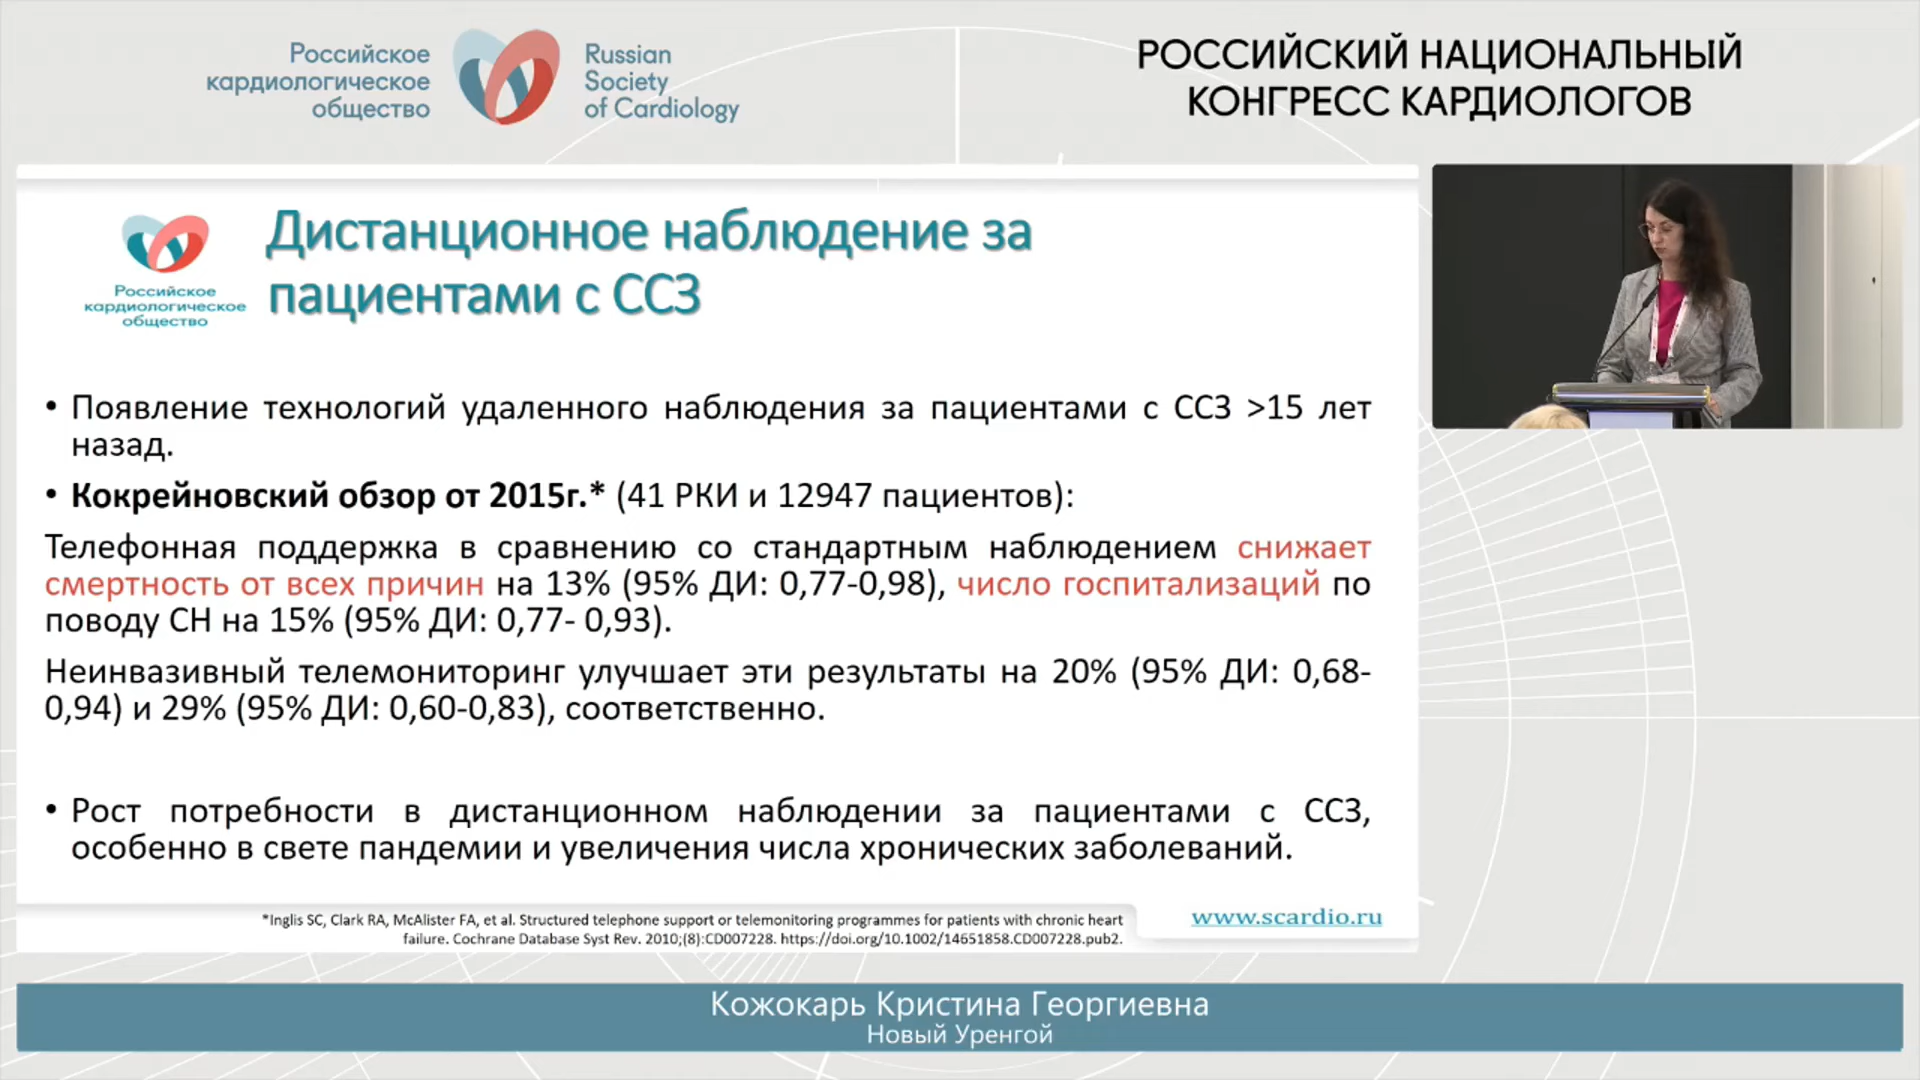 Российское
кардиологическое
общество
Russian
Society
of Cardiology
РОССИЙСКИЙ НАЦИОНАЛЬНЫЙ
КОНГРЕСС КАРДИОЛОГОВ
Российское
кардиологическое
общество
Дистанционное наблюдение за
пациентами с ССЗ
• Появление технологий удаленного наблюдения за пациентами с ССЗ >15 лет
назад.
• Кокрейновский обзор от 2015г.* (41 РКИ и 12947 пациентов):
Телефонная поддержка в сравнению со стандартным наблюдением снижает
смертность от всех причин на 13% (95% ДИ: 0,77-0,98), число госпитализаций по
поводу СН на 15% (95% ДИ: 0,77- 0,93).
Неинвазивный телемониторинг улучшает эти результаты на 20% (95% ДИ: 0,68-
0,94) и 29% (95% ДИ: 0,60-0,83), соответственно.
• Рост потребности в дистанционном наблюдении за пациентами с ССЗ,
особенно в свете пандемии и увеличения числа хронических заболеваний.
*Inglis SC, Clark RA, McAlister FA, et al. Structured telephone support or telemonitoring programmes for patients with chronic heart
failure. Cochrane Database Syst Rev. 2010;(8):CD007228. https://doi.org/10.1002/14651858.CD007228.pub2.
www.scardio.ru
Кожокарь Кристина Георгиевна
Новый Уренгой